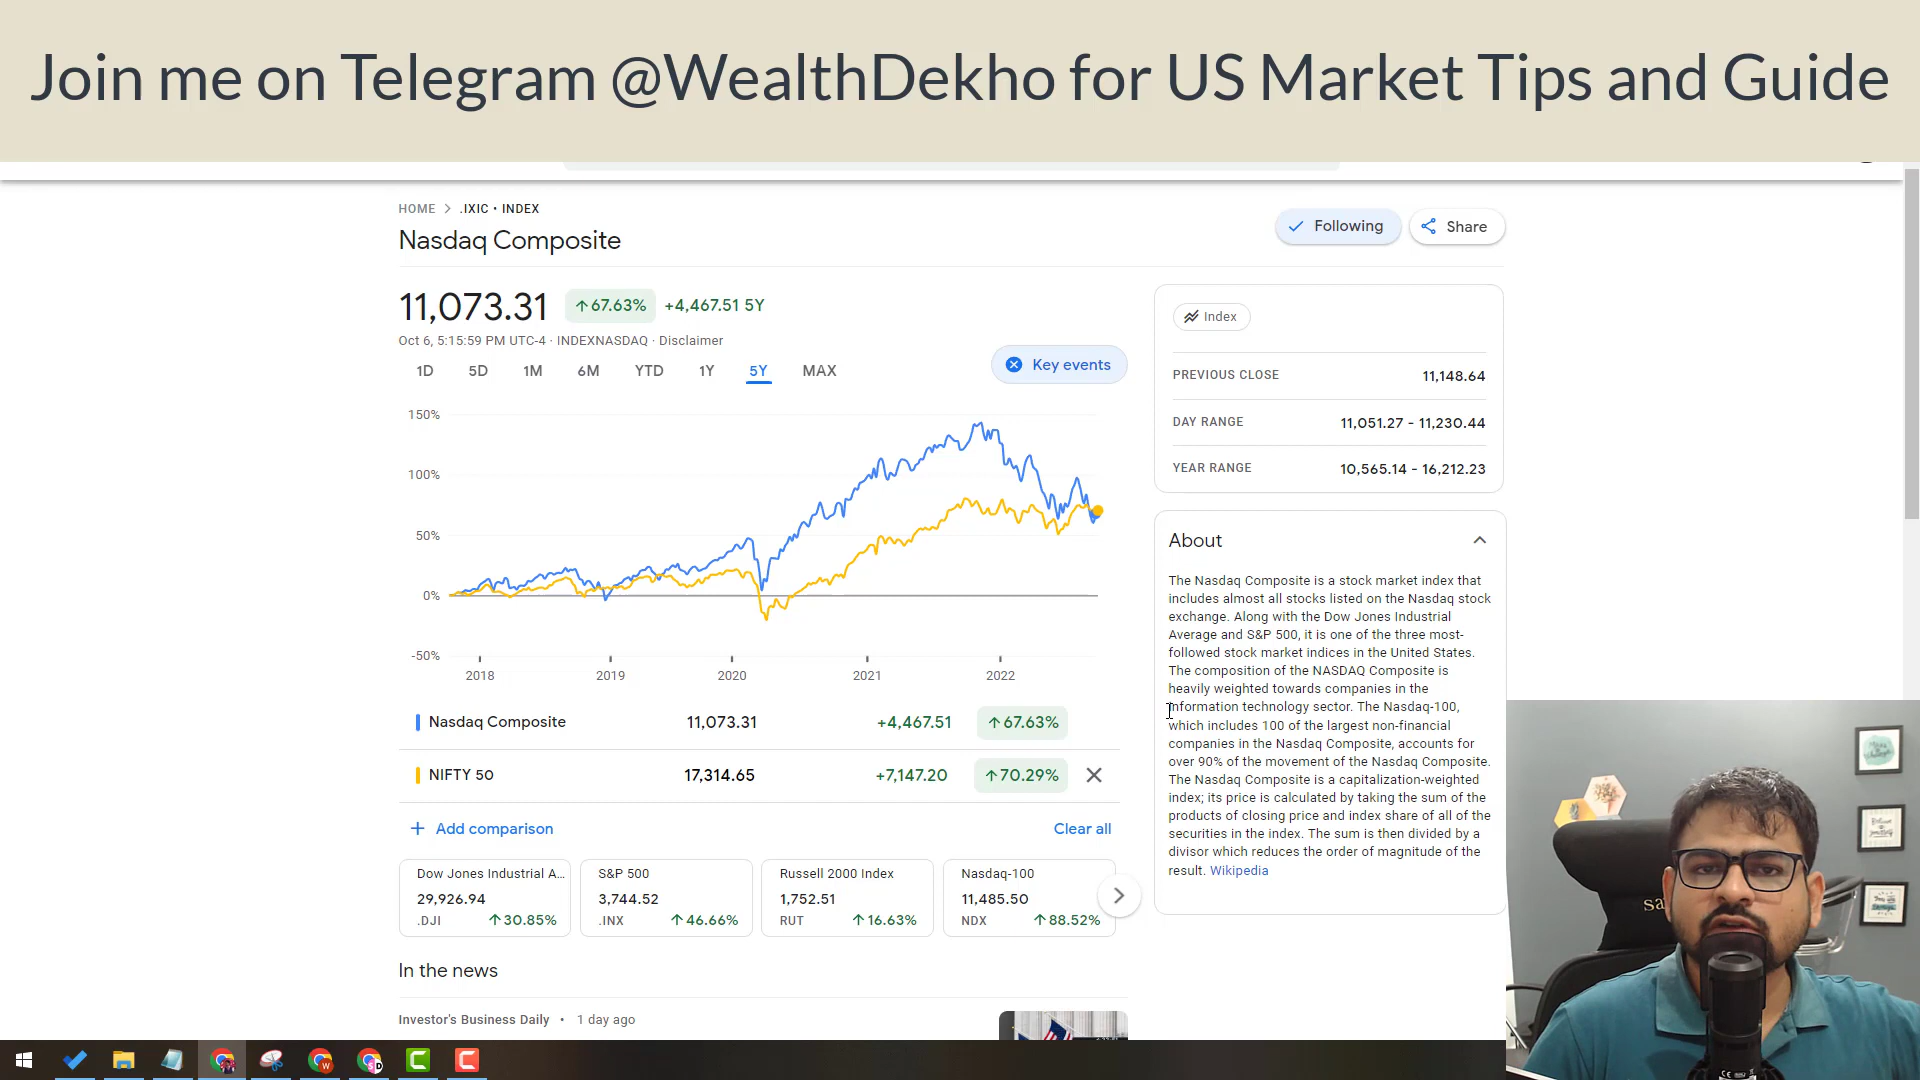 Join me on Telegram @WealthDekho for US Market Tips and Guide
HOME > .IXIC • INDEX
Following
Share
Nasdaq Composite
11,073.31
↑67.63%
+4,467.51 5Y
Oct 6, 5:15:59 PM UTC-4 · INDEXNASDAQ · Disclaimer
1D 5D 1M 6M YTD 1Y 5Y MAX
Key events
150%
100%
50%
0%
-50%
2018 2019 2020 2021 2022
Nasdaq Composite 11,073.31 +4,467.51 ↑67.63%
NIFTY 50 17,314.65 +7,147.20 ↑70.29%
+ Add comparison
Clear all
Dow Jones Industrial A...
29,926.94
.DJI ↑30.85%
S&P 500
3,744.52
.INX ↑46.66%
Russell 2000 Index
1,752.51
RUT ↑16.63%
Nasdaq-100
11,485.50
NDX ↑88.52%
In the news
Investor's Business Daily • 1 day ago
Index
PREVIOUS CLOSE 11,148.64
DAY RANGE 11,051.27 - 11,230.44
YEAR RANGE 10,565.14 - 16,212.23
About
The Nasdaq Composite is a stock market index that
includes almost all stocks listed on the Nasdaq stock
exchange. Along with the Dow Jones Industrial
Average and S&P 500, it is one of the three most-
followed stock market indices in the United States.
The composition of the NASDAQ Composite is
heavily weighted towards companies in the
information technology sector. The Nasdaq-100,
which includes 100 of the largest non-financial
companies in the Nasdaq Composite, accounts for
over 90% of the movement of the Nasdaq Composite.
The Nasdaq Composite is a capitalization-weighted
index; its price is calculated by taking the sum of the
products of closing price and index share of all of the
securities in the index. The sum is then divided by a
divisor which reduces the order of magnitude of the
result. Wikipedia